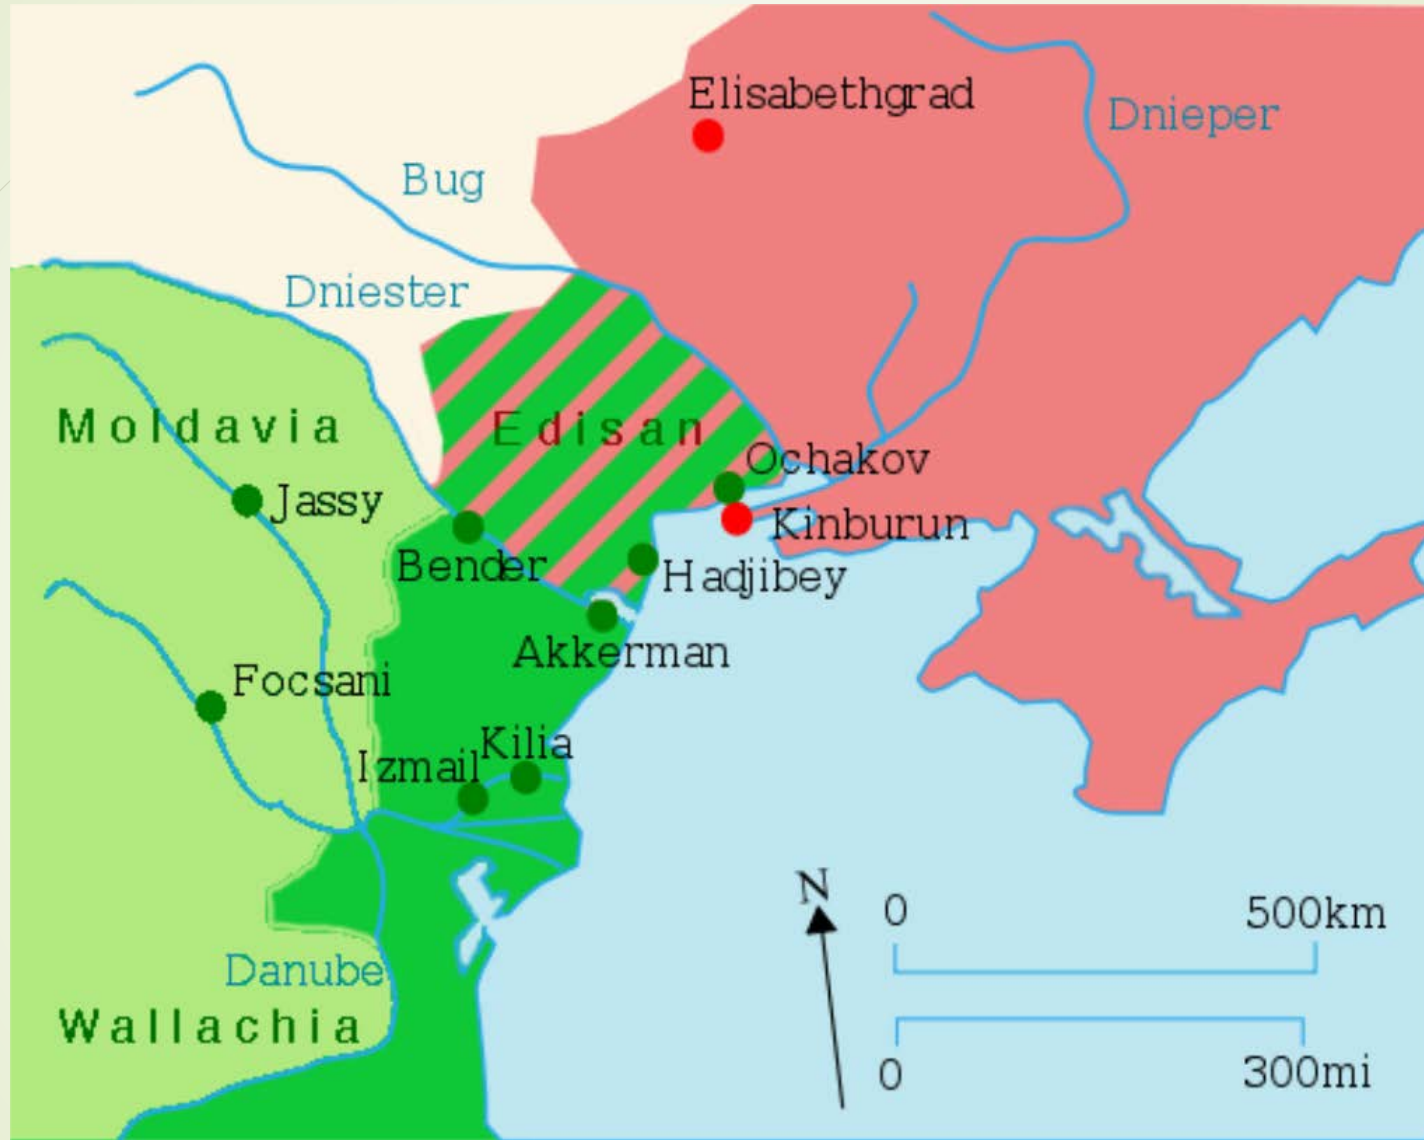 Elisabethgrad
Dnieper
Bug
Dniester
Moldavia
Edisan
Ochakov
Jassy
Kinburun
Bender
Hadjibey
Akkerman
Focsani
Kilia
Izmail
N
0 500km
Danube
Wallachia
0 300mi